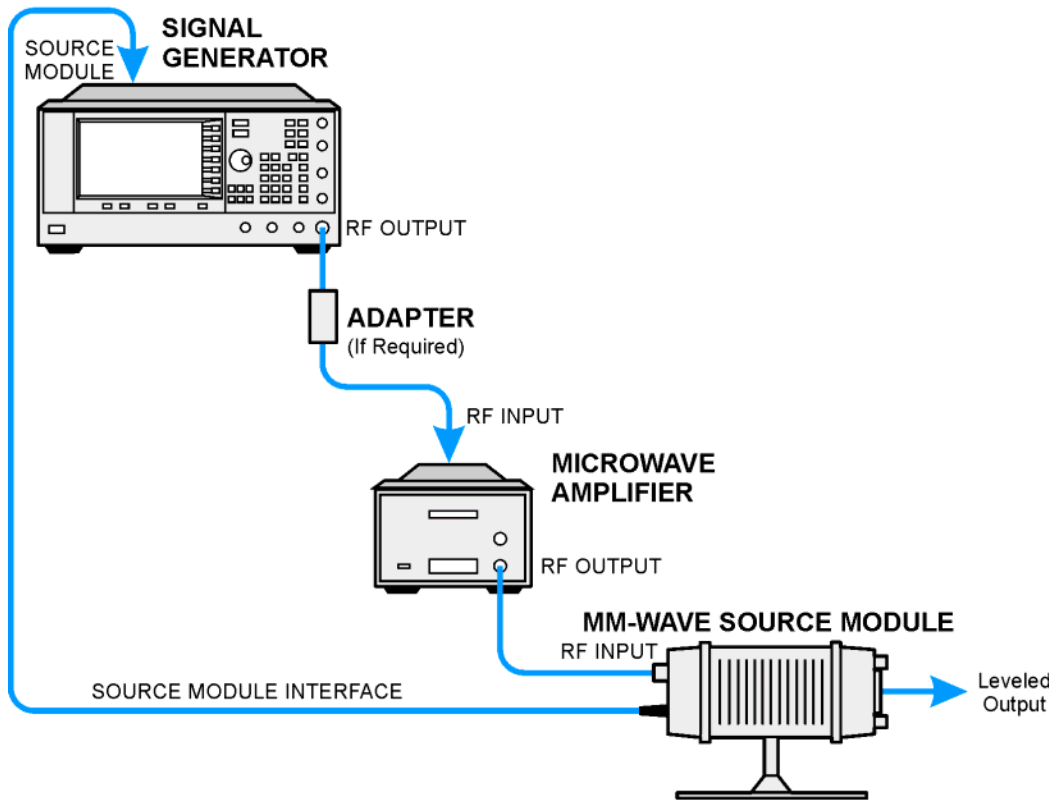 SIGNAL
GENERATOR
SOURCE
MODULE
RF OUTPUT
ADAPTER
(If Required)
RF INPUT
MICROWAVE
AMPLIFIER
RF OUTPUT
MM-WAVE SOURCE MODULE
RF INPUT
SOURCE MODULE INTERFACE
Leveled
Output